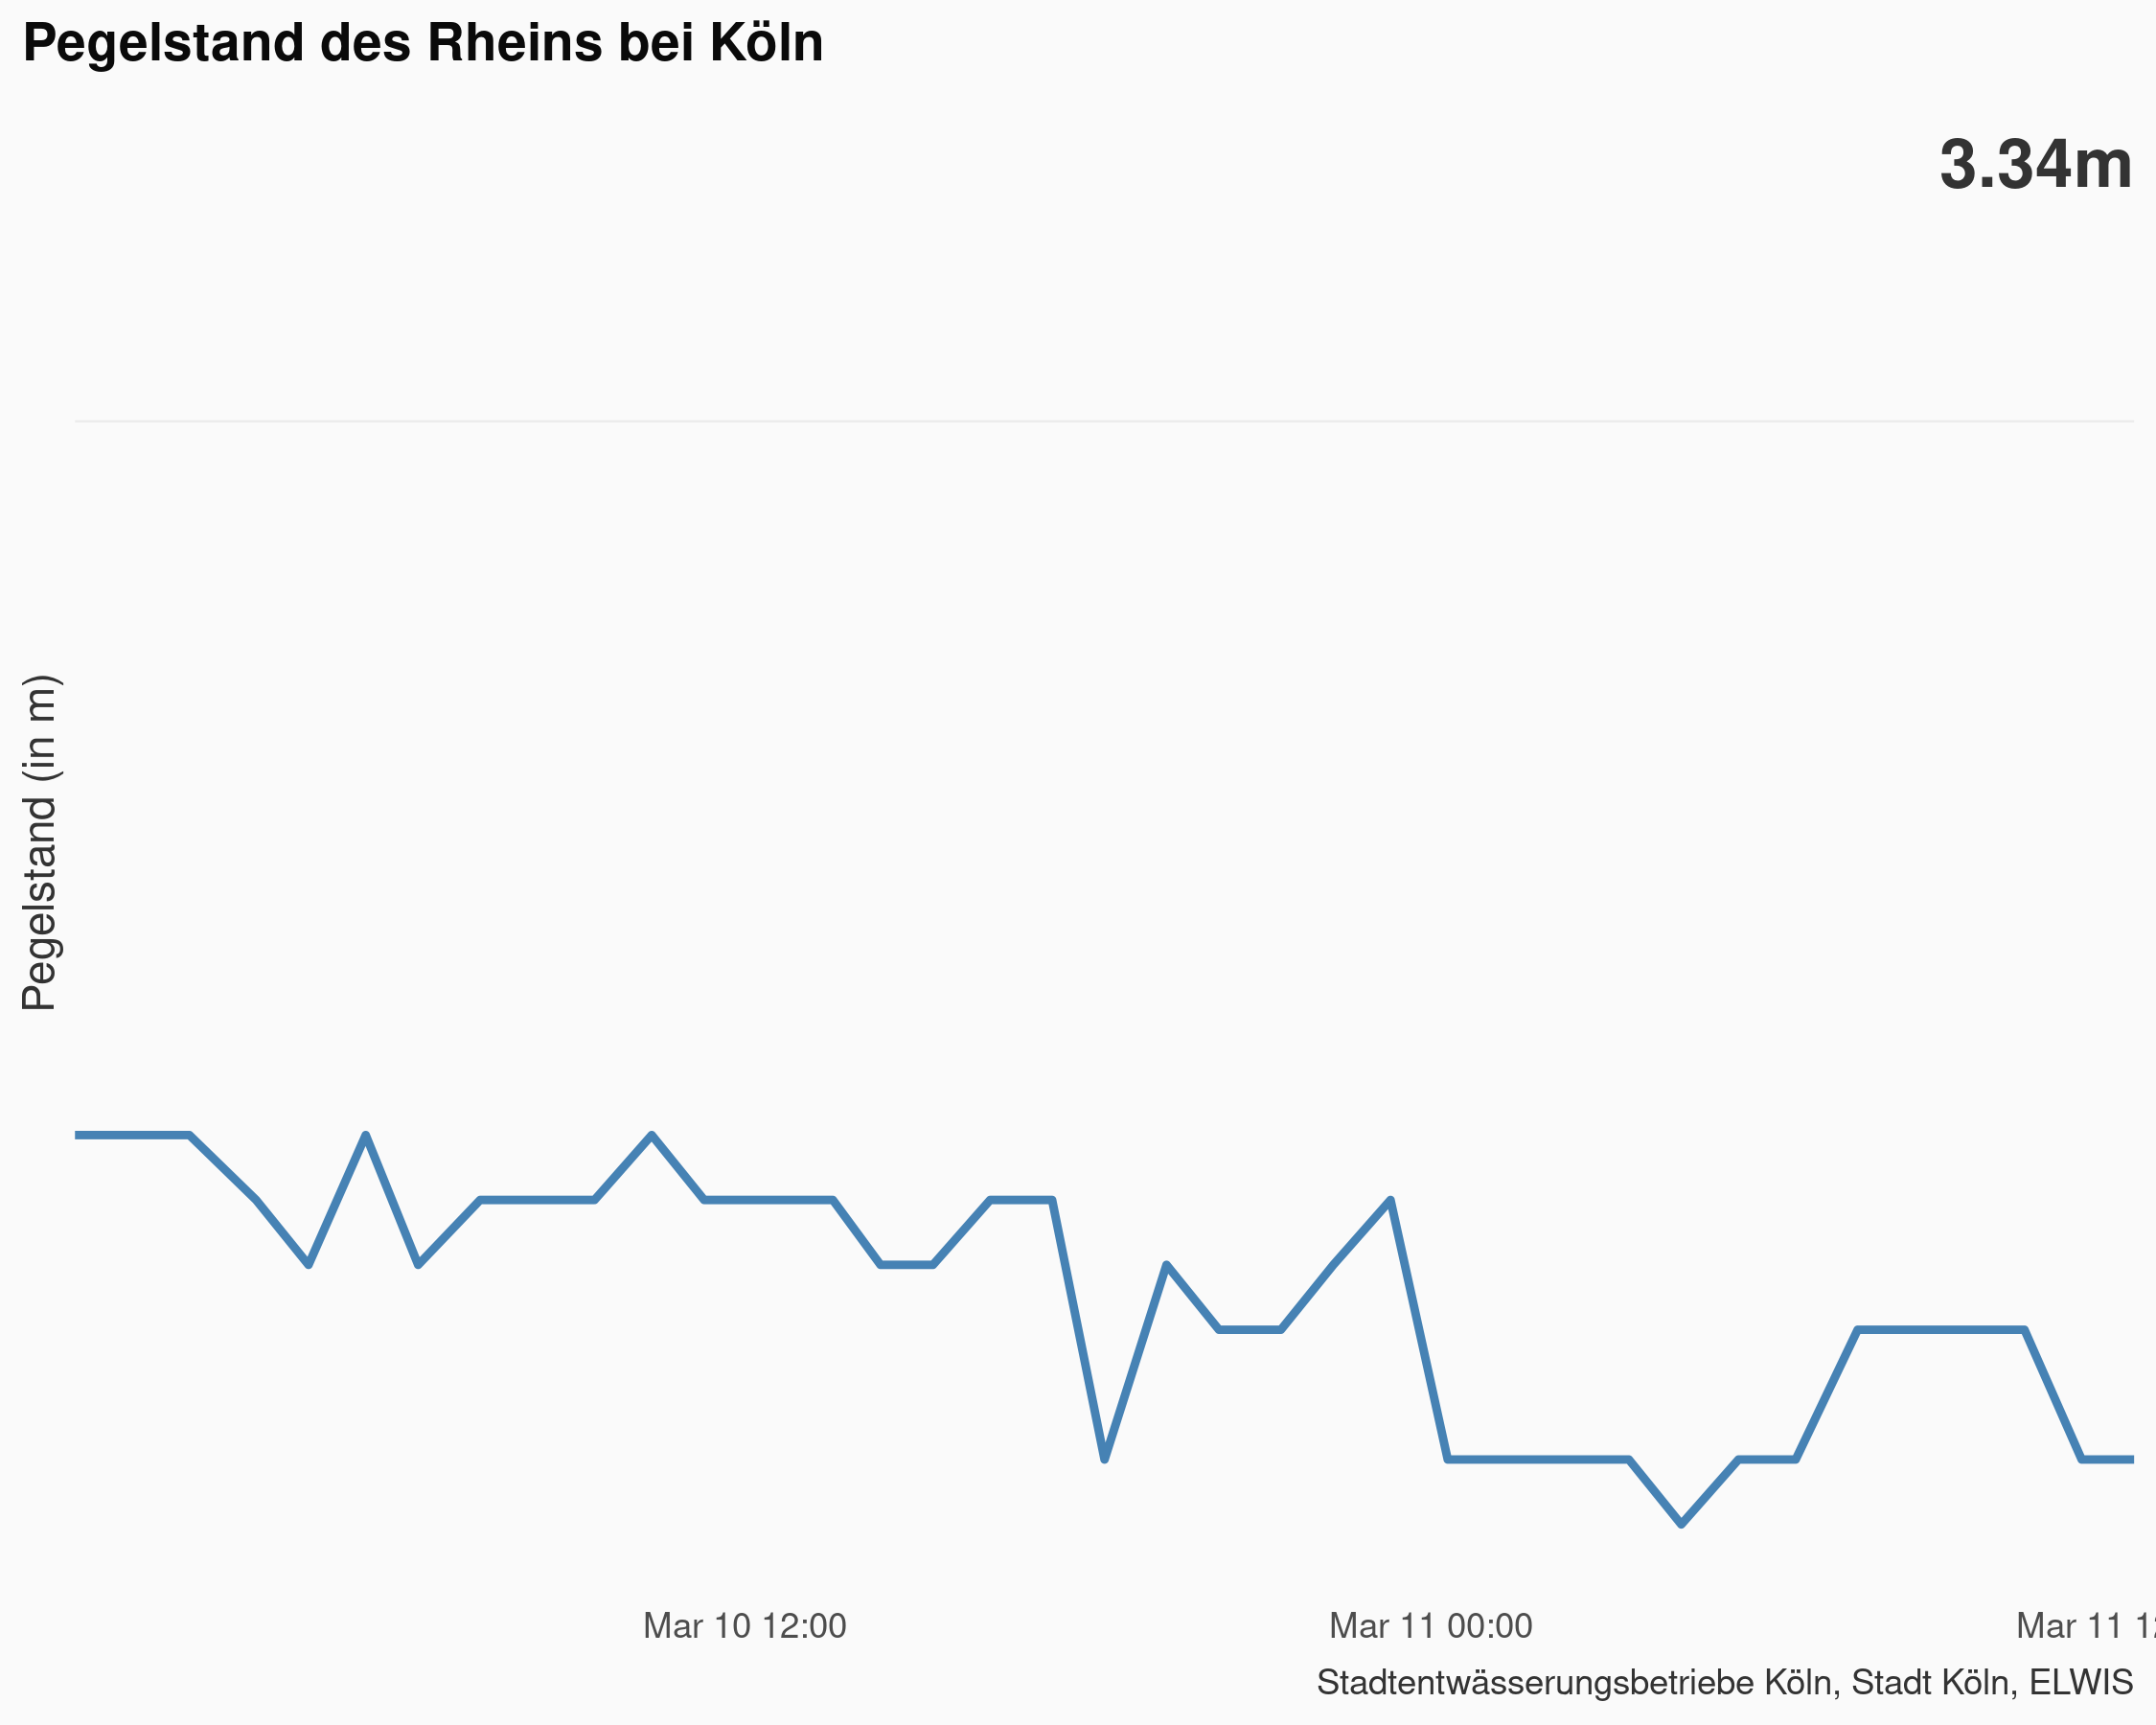 Pegelstand des Rheins bei Köln
3.34m
Pegelstand (in m)
Mar 10 12:00
Mar 11 00:00
Mar 11 1
Stadtentwässerungsbetriebe Köln, Stadt Köln, ELWIS